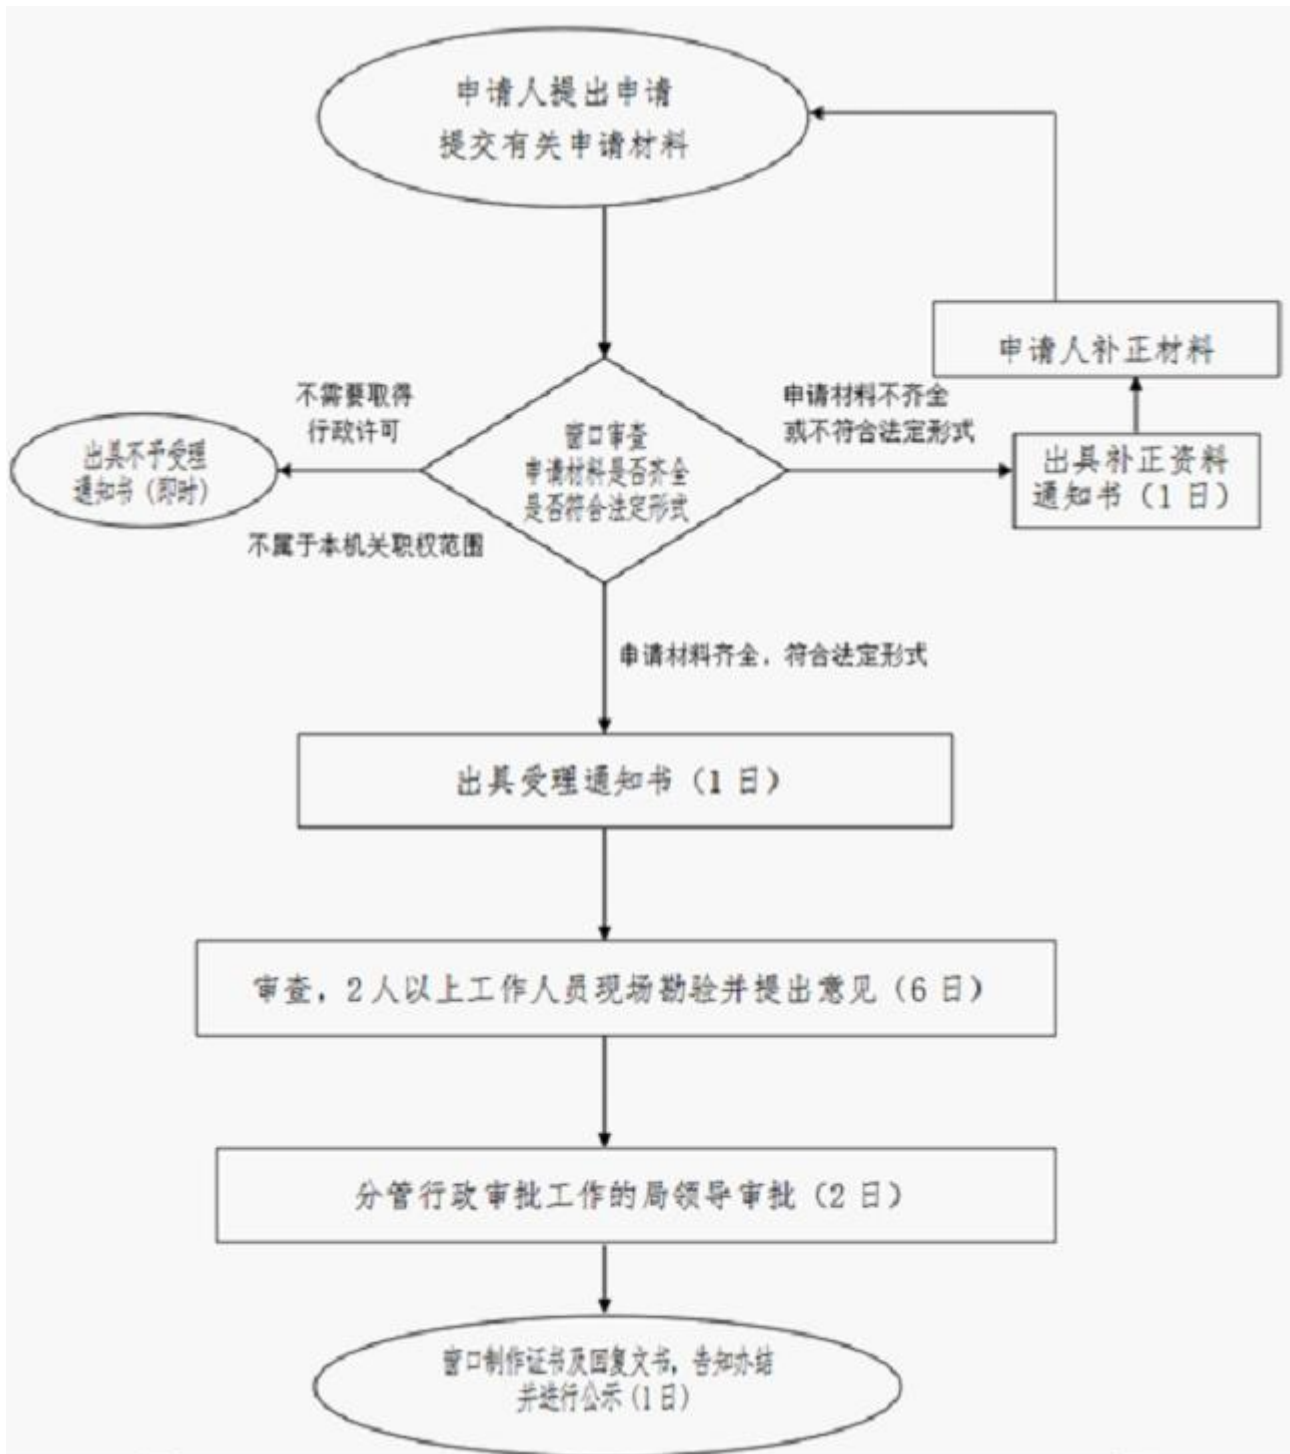 申请人提出申请
提交有关申请材料
申请人补正材料
不需要取得
行政许可
申请材料不齐全
或不符合法定形式
出具不予受理
通知书（即时）
窗口审查
申请材料是否齐全
是否符合法定形式
出具补正资料
通知书（1日）
不属于本机关职权范围
申请材料齐全，符合法定形式
出具受理通知书（1日）
审查，2人以上工作人员现场勘验并提出意见（6日）
分管行政审批工作的局领导审批（2日）
窗口制作证书及回复文书，告知办结
并进行公示（1日）